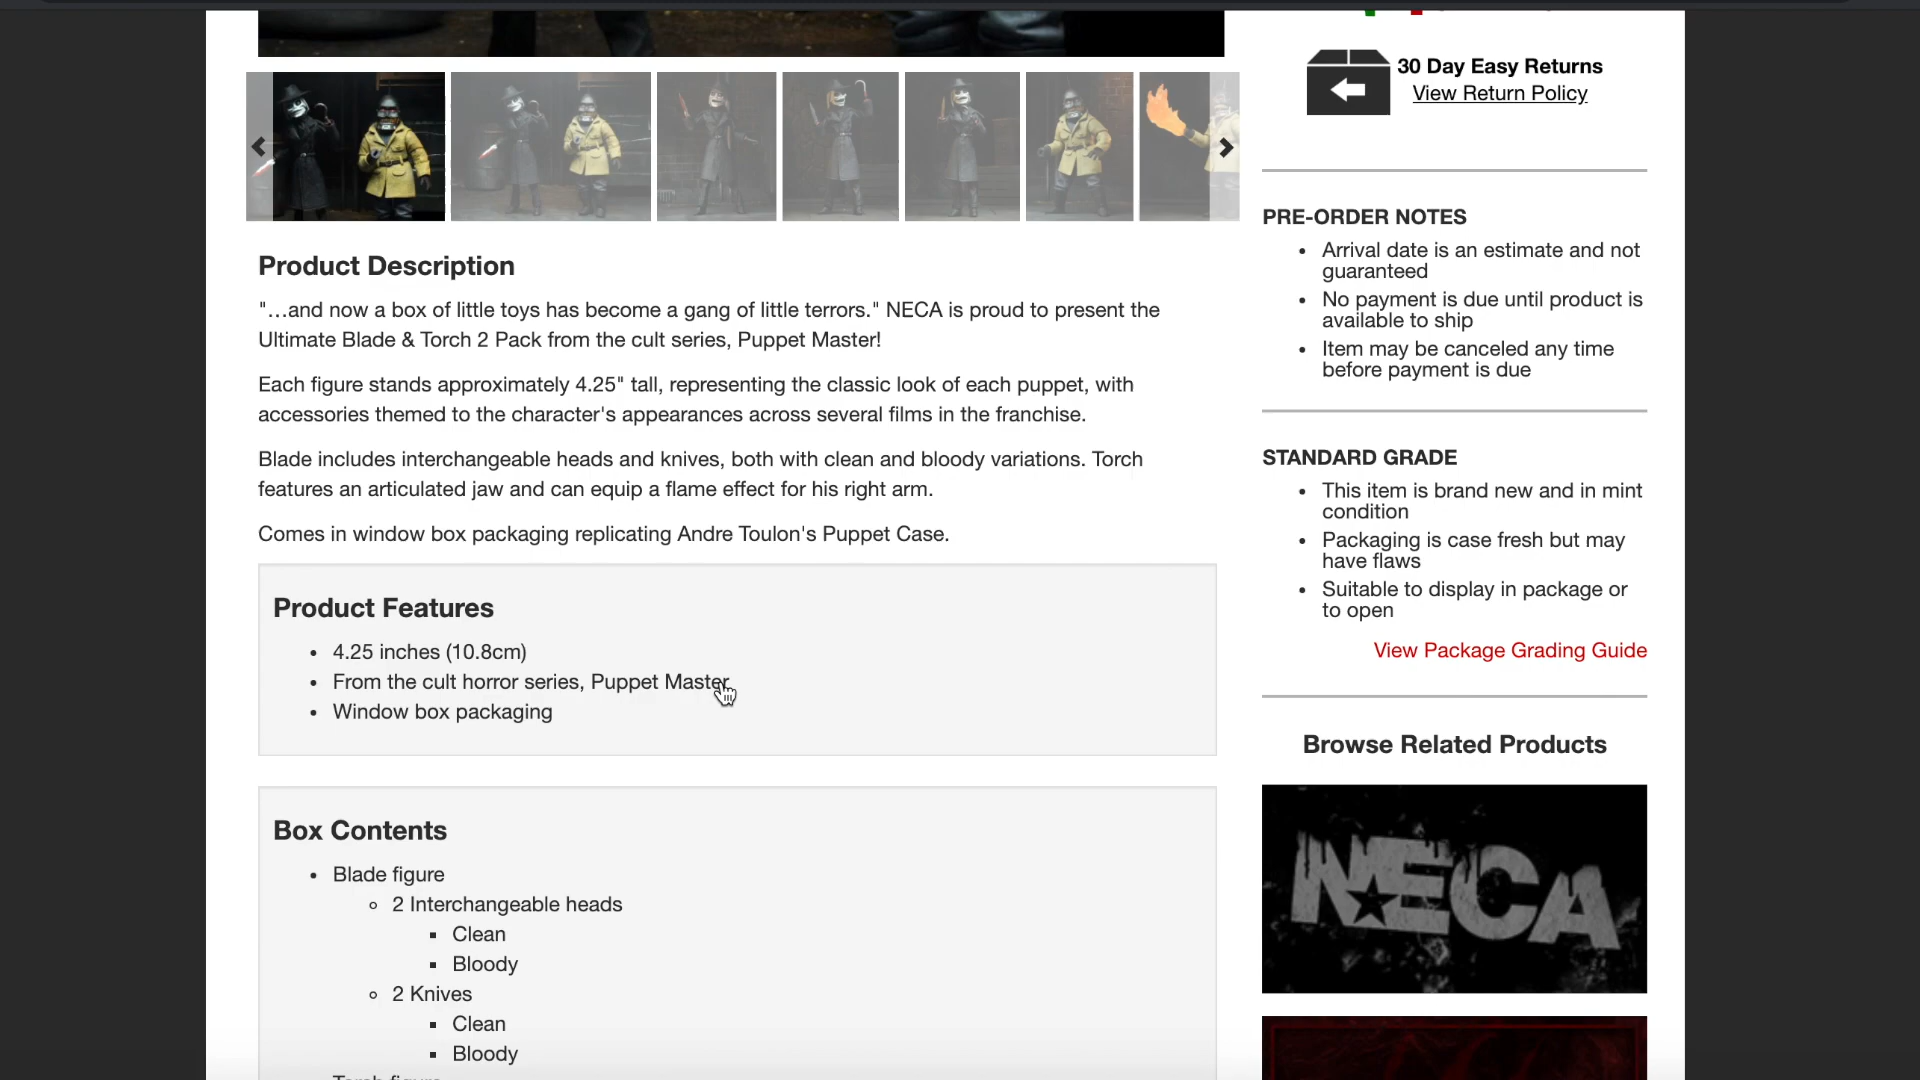 30 Day Easy Returns
View Return Policy
Product Description
"...and now a box of little toys has become a gang of little terrors." NECA is proud to present the
Ultimate Blade & Torch 2 Pack from the cult series, Puppet Master!
Each figure stands approximately 4.25" tall, representing the classic look of each puppet, with
accessories themed to the character's appearances across several films in the franchise.
Blade includes interchangeable heads and knives, both with clean and bloody variations. Torch
features an articulated jaw and can equip a flame effect for his right arm.
Comes in window box packaging replicating Andre Toulon's Puppet Case.
Product Features
• 4.25 inches (10.8cm)
• From the cult horror series, Puppet Master
• Window box packaging
Box Contents
• Blade figure
◦ 2 Interchangeable heads
▪ Clean
▪ Bloody
◦ 2 Knives
▪ Clean
▪ Bloody
PRE-ORDER NOTES
• Arrival date is an estimate and not
guaranteed
• No payment is due until product is
available to ship
• Item may be canceled any time
before payment is due
STANDARD GRADE
• This item is brand new and in mint
condition
• Packaging is case fresh but may
have flaws
• Suitable to display in package or
to open
View Package Grading Guide
Browse Related Products
NECA